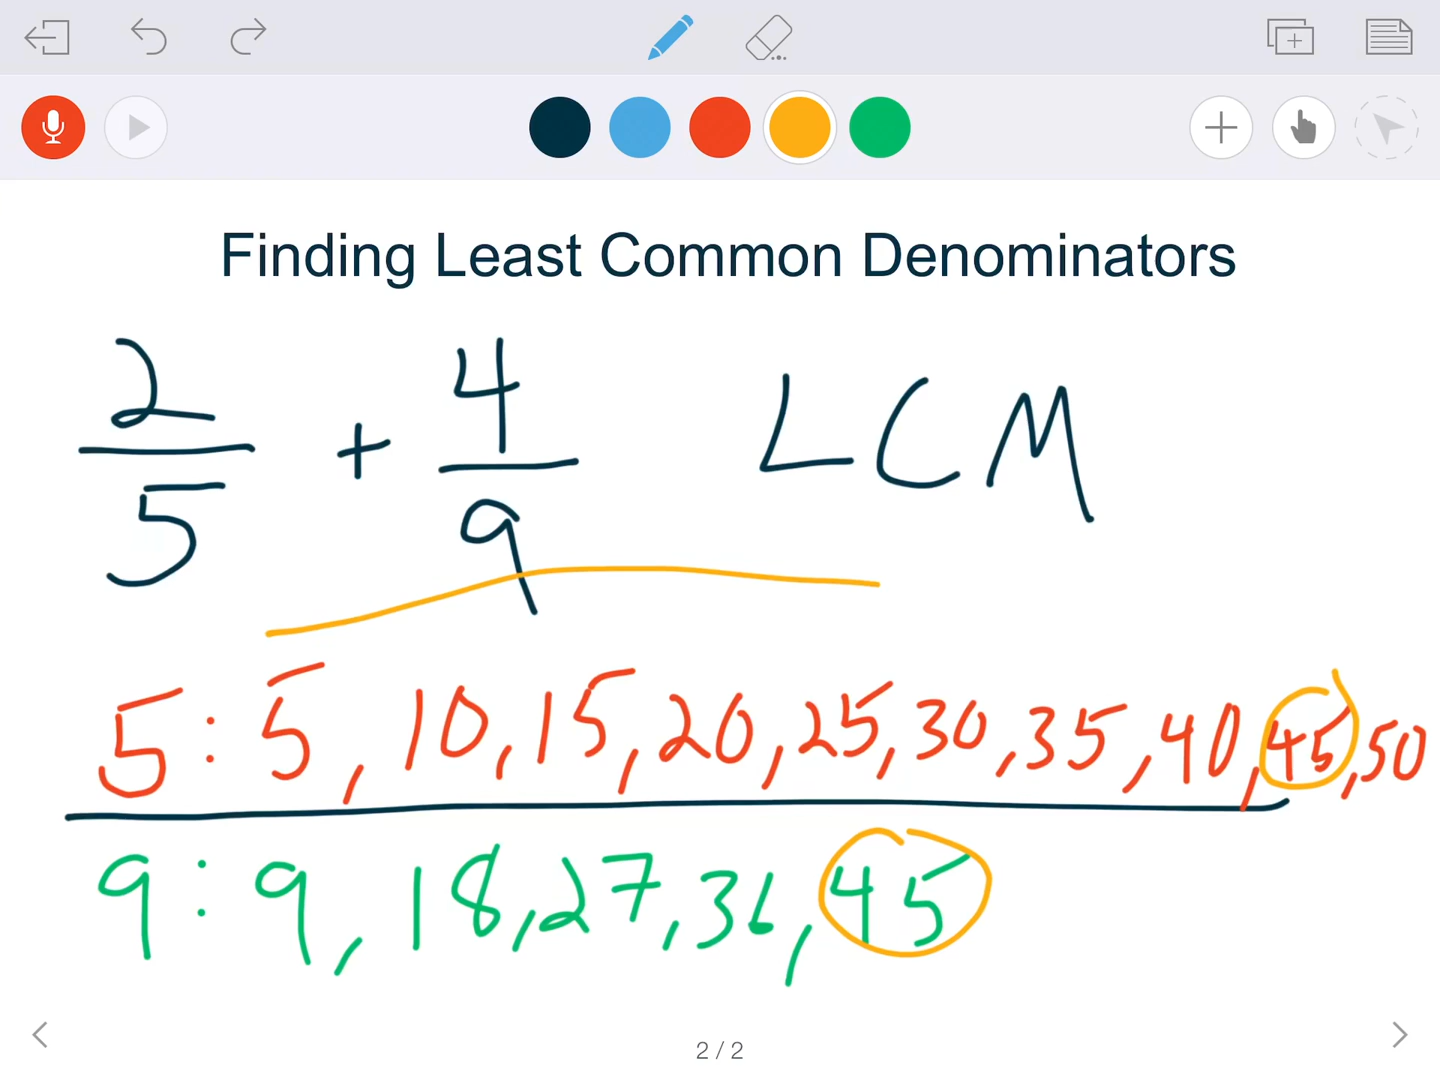 Finding Least Common Denominators
2/5 + 4/9 LCM
5: 5, 10, 15, 20, 25, 30, 35, 40, 45, 50
9: 9, 18, 27, 36, 45
2 / 2